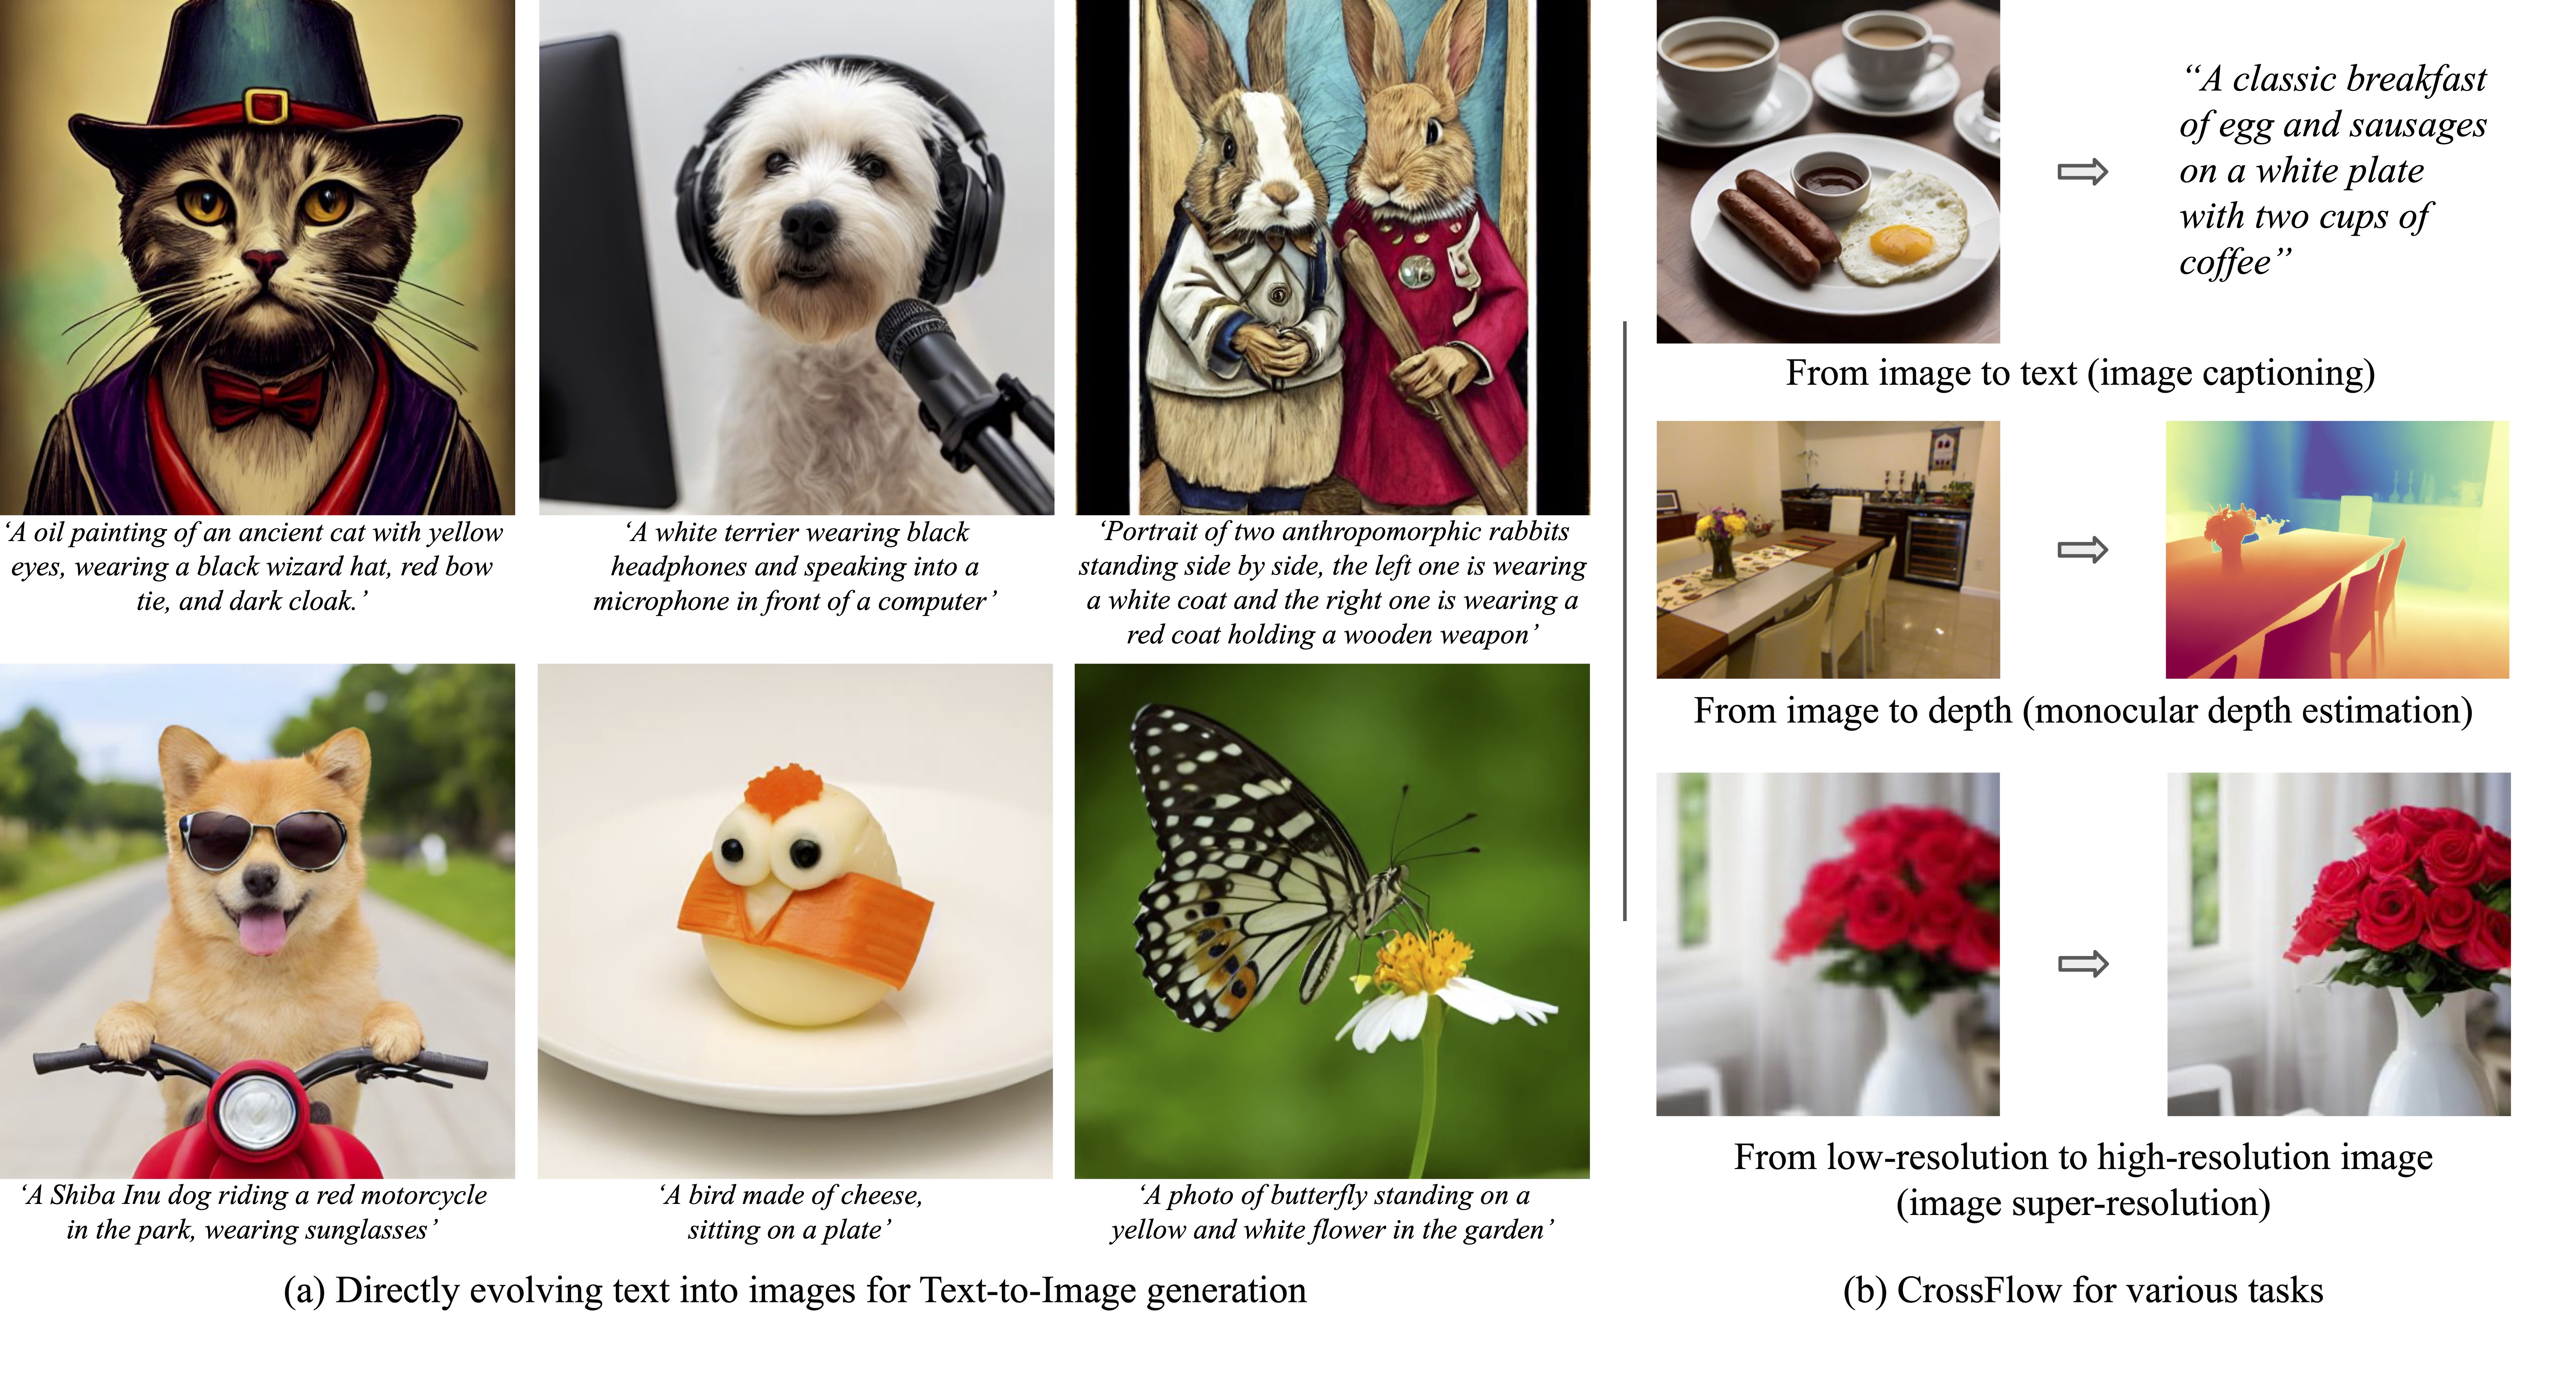 ‘A oil painting of an ancient cat with yellow
eyes, wearing a black wizard hat, red bow
tie, and dark cloak.’
‘A white terrier wearing black
headphones and speaking into a
microphone in front of a computer’
‘Portrait of two anthropomorphic rabbits
standing side by side, the left one is wearing
a white coat and the right one is wearing a
red coat holding a wooden weapon’
‘A Shiba Inu dog riding a red motorcycle
in the park, wearing sunglasses’
‘A bird made of cheese,
sitting on a plate’
‘A photo of butterfly standing on a
yellow and white flower in the garden’
(a) Directly evolving text into images for Text-to-Image generation
“A classic breakfast
of egg and sausages
on a white plate
with two cups of
coffee”
From image to text (image captioning)
From image to depth (monocular depth estimation)
From low-resolution to high-resolution image
(image super-resolution)
(b) CrossFlow for various tasks